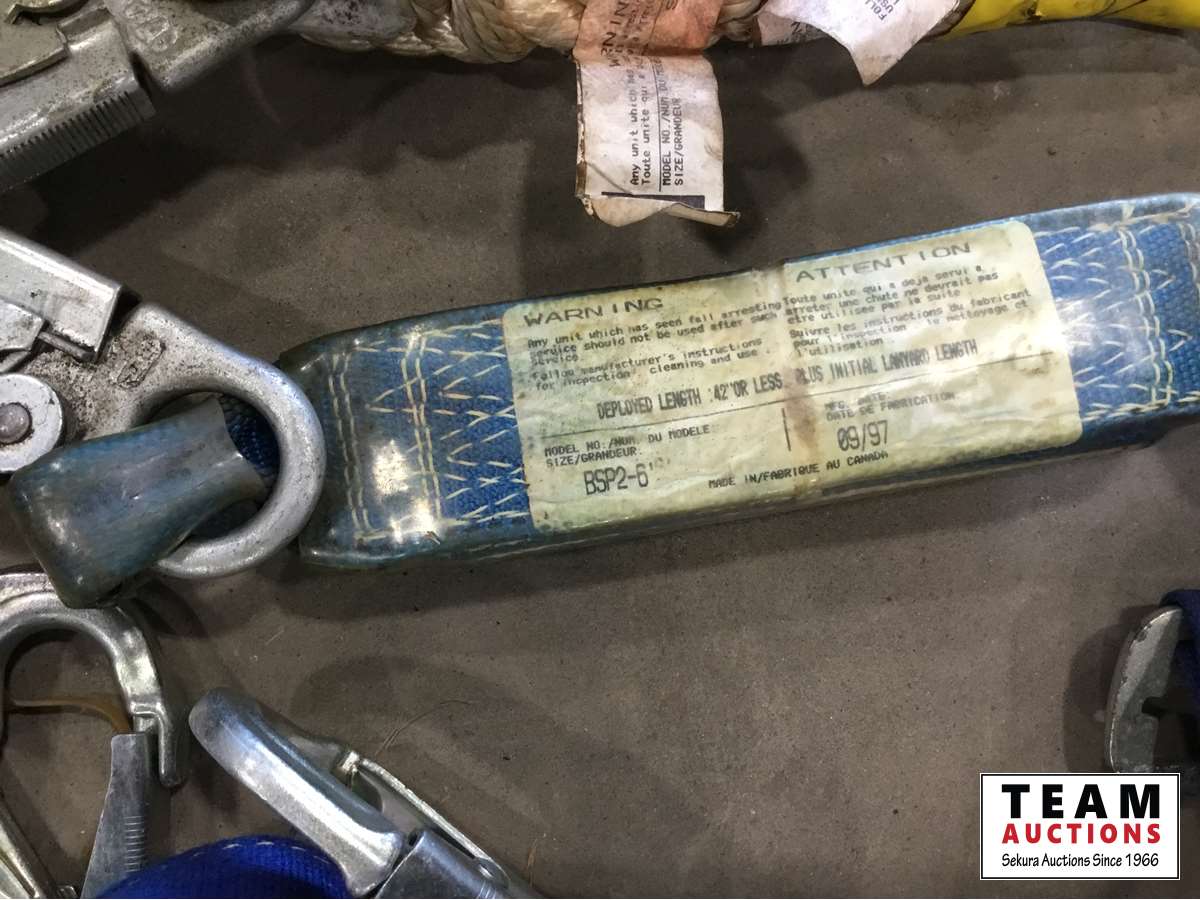 WARNING
Any unit which
Toute unite qui a
MODEL NO./NUM. DU
SIZE/GRANDEUR
WARNING
Any unit which has seen fall arresting
service should not be used after such
service.
Follow manufacturer's instructions
for inspection, cleaning and use.
ATTENTION
Toute unite qui a deja servi a
arreter une chute ne devrait pas
etre utilisee par la suite.
Suivre les instructions du fabricant
pour l'inspection, le nettoyage et
l'utilisation
DEPLOYED LENGTH :42"OR LESS PLUS INITIAL LANYARD LENGTH
MODEL NO./NUM. DU MODELE
SIZE/GRANDEUR:
BSP2-6'
MFG. DATE.
DATE DE FABRICATION.
09/97
MADE IN/FABRIQUE AU CANADA
TEAM
AUCTIONS
Sekura Auctions Since 1966